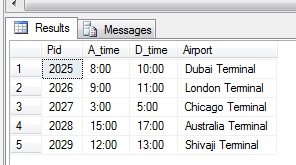 Results Messages
Pid A_time D_time Airport
1 2025 8:00 10:00 Dubai Terminal
2 2026 9:00 11:00 London Terminal
3 2027 3:00 5:00 Chicago Terminal
4 2028 15:00 17:00 Australia Terminal
5 2029 12:00 13:00 Shivaji Terminal